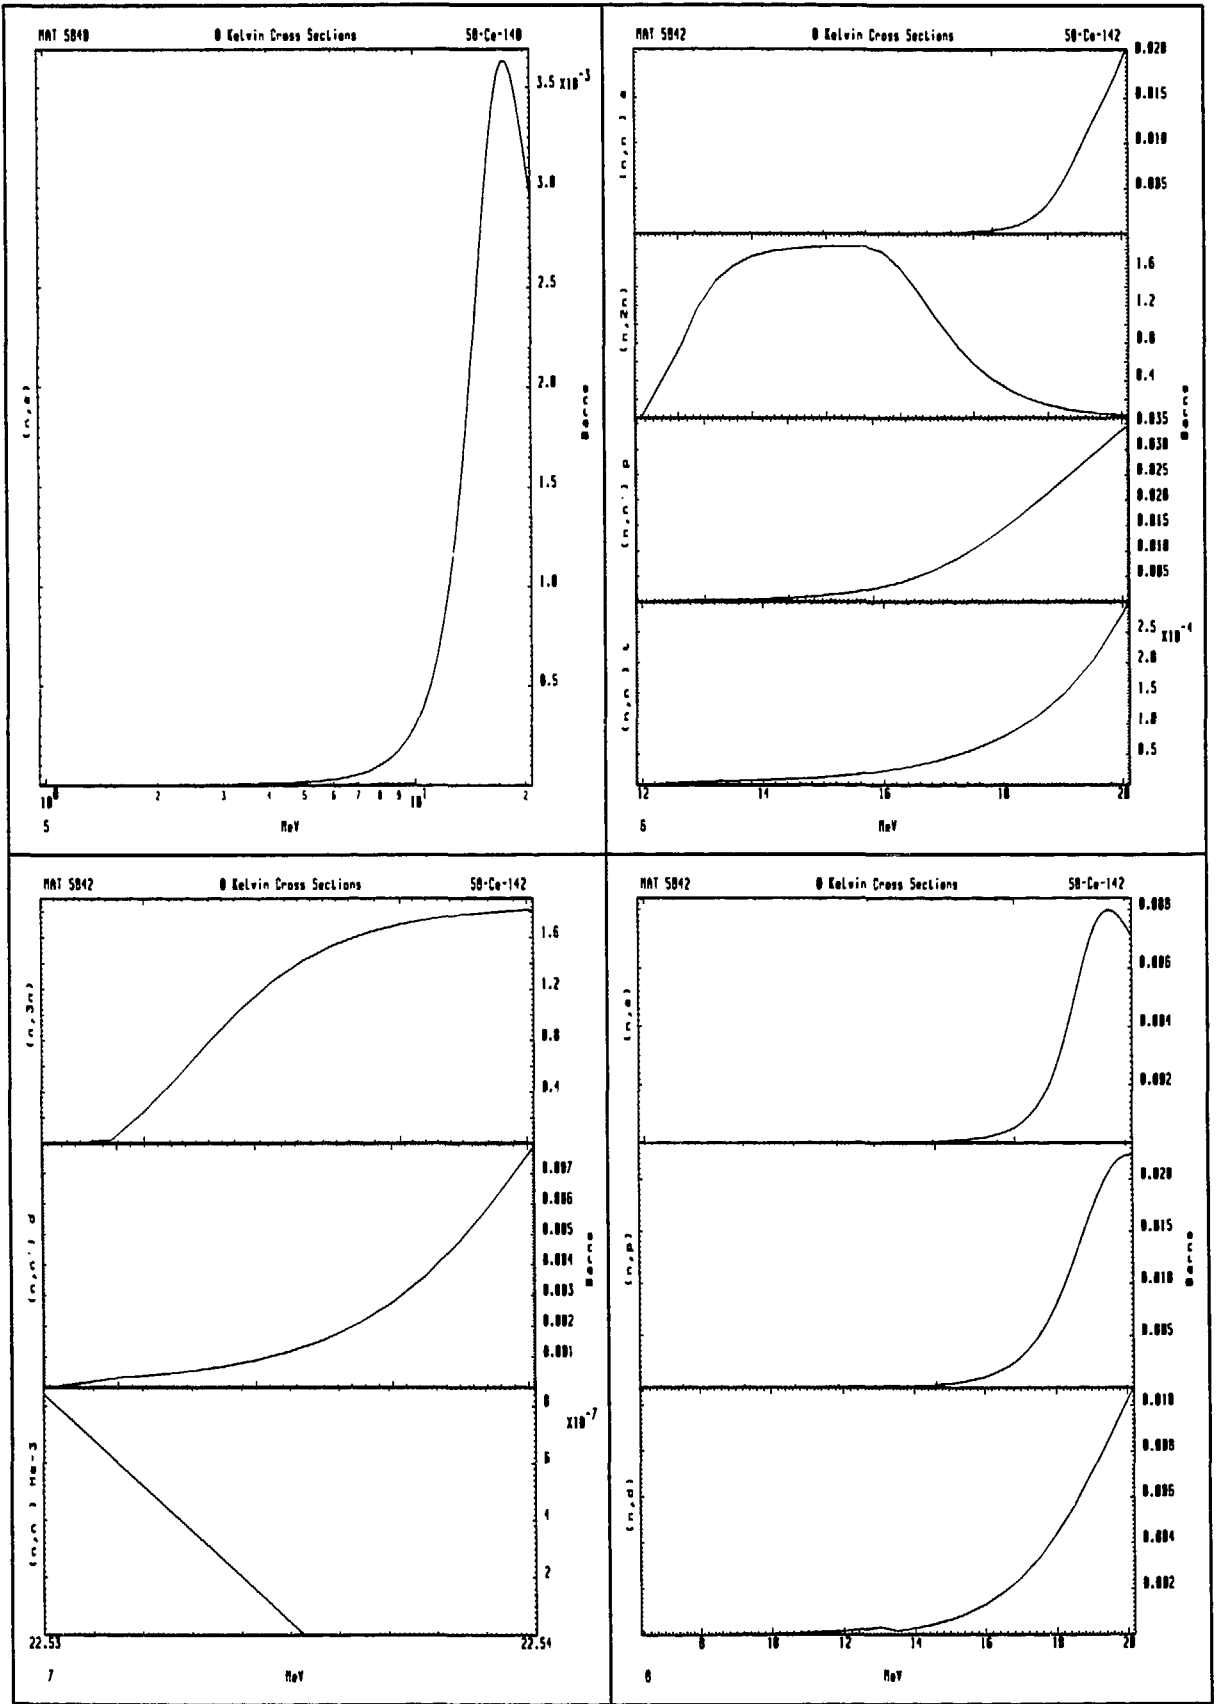 MAT 5840 0 Kelvin Cross Sections 58-Ce-140
3.5 X10-3
3.0
2.5
2.0
1.5
1.0
0.5
(n,a)
Barns
10^0 2 3 4 5 6 7 8 9 10^1 2
5 MeV
MAT 5842 0 Kelvin Cross Sections 58-Ce-142
0.020
0.015
0.010
0.005
(n,n') a
1.6
1.2
0.8
0.4
(n,2n)
Barns
0.035
0.030
0.025
0.020
0.015
0.010
0.005
(n,n') p
2.5 X10-4
2.0
1.5
1.0
0.5
(n,n') t
12 14 16 18 20
6 MeV
MAT 5842 0 Kelvin Cross Sections 58-Ce-142
1.6
1.2
0.8
0.4
(n,3n)
0.007
0.006
0.005
0.004
0.003
0.002
0.001
(n,n') d
Barns
8
X10-7
6
4
2
(n,n') He-3
22.53 22.54
7 MeV
MAT 5842 0 Kelvin Cross Sections 58-Ce-142
0.008
0.006
0.004
0.002
(n,a)
0.020
0.015
0.010
0.005
(n,p)
Barns
0.010
0.008
0.006
0.004
0.002
(n,d)
8 10 12 14 16 18 20
MeV